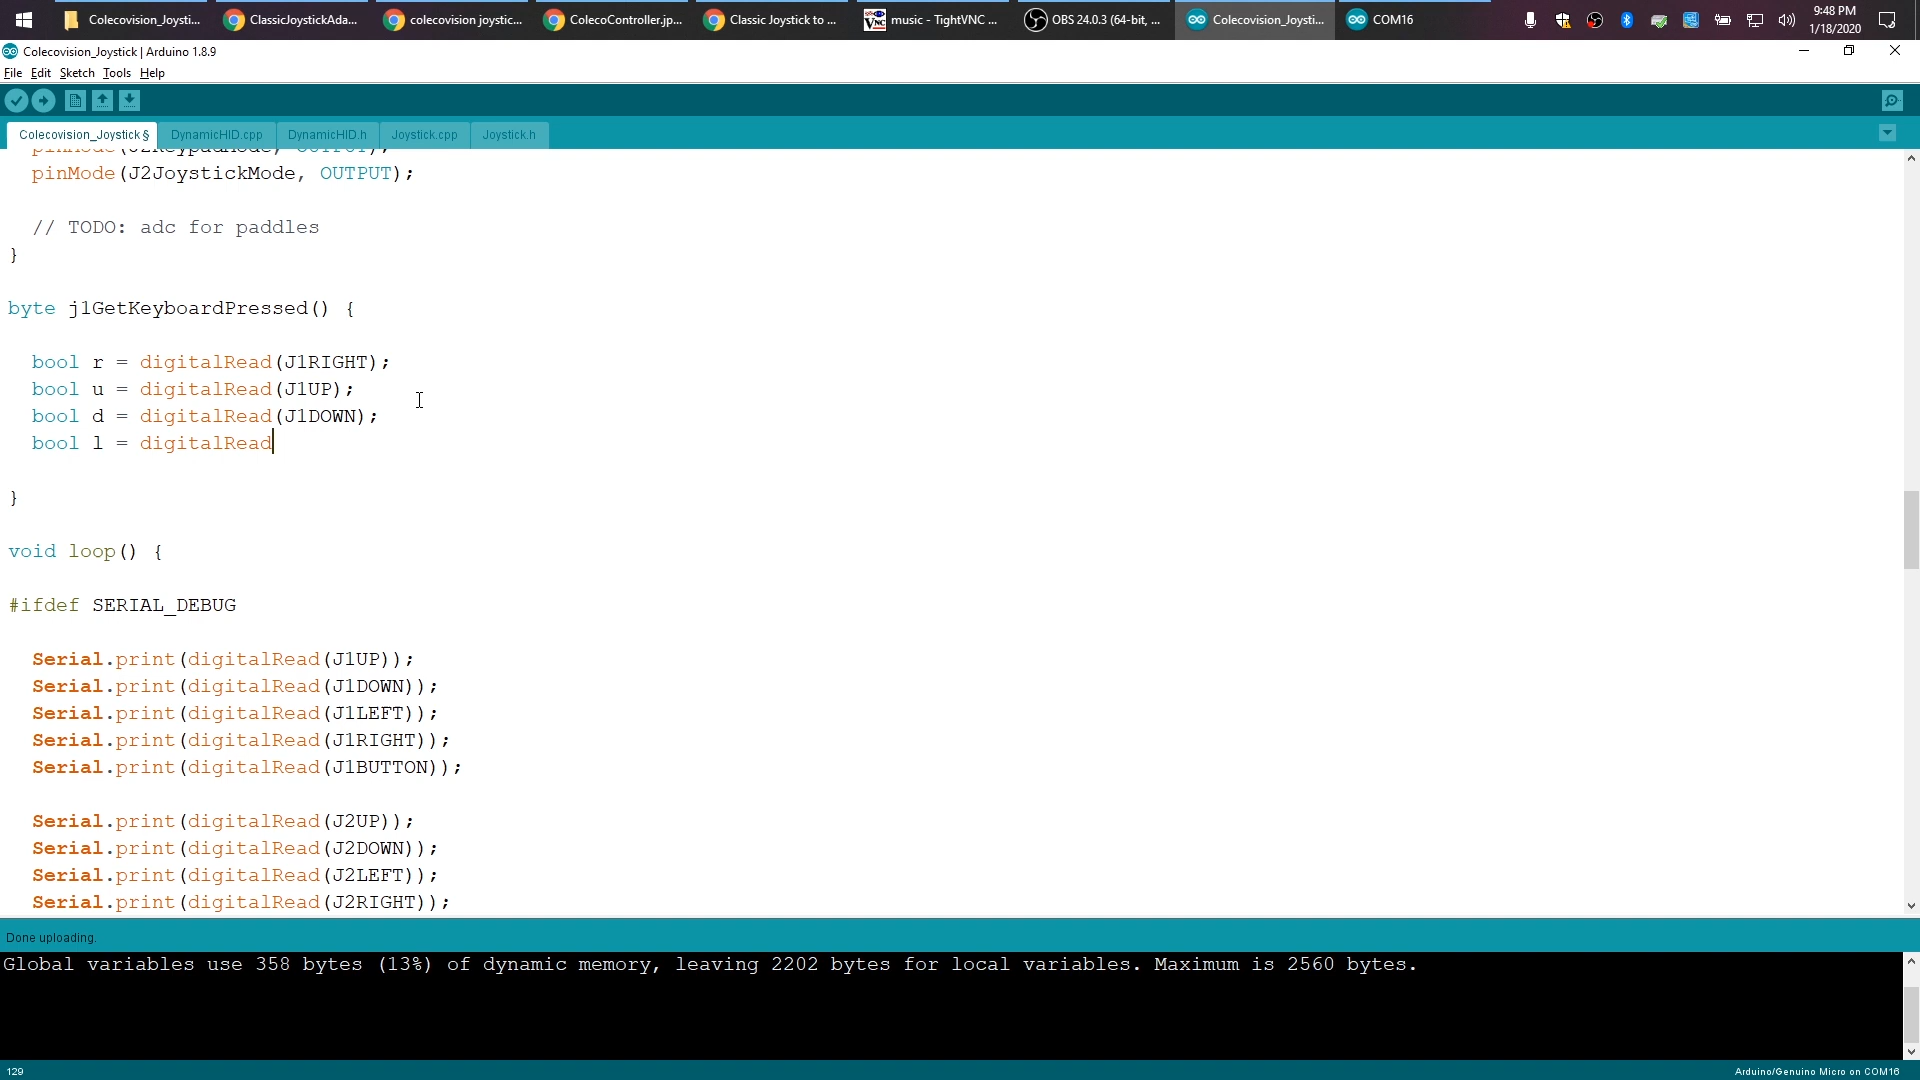 Colecovision_Joysti...
ClassicJoystickAda...
colecovision joystic...
ColecoController.jp...
Classic Joystick to ...
music - TightVNC ...
OBS 24.0.3 (64-bit, ...
Colecovision_Joysti...
COM16
9:48 PM
1/18/2020
Colecovision_Joystick | Arduino 1.8.9
File Edit Sketch Tools Help
Colecovision_Joystick § DynamicHID.cpp DynamicHID.h Joystick.cpp Joystick.h
pinMode(J2KeypadMode, OUTPUT);
pinMode(J2JoystickMode, OUTPUT);
// TODO: adc for paddles
}
byte j1GetKeyboardPressed() {
bool r = digitalRead(J1RIGHT);
bool u = digitalRead(J1UP);
bool d = digitalRead(J1DOWN);
bool l = digitalRead
}
void loop() {
#ifdef SERIAL_DEBUG
Serial.print(digitalRead(J1UP));
Serial.print(digitalRead(J1DOWN));
Serial.print(digitalRead(J1LEFT));
Serial.print(digitalRead(J1RIGHT));
Serial.print(digitalRead(J1BUTTON));
Serial.print(digitalRead(J2UP));
Serial.print(digitalRead(J2DOWN));
Serial.print(digitalRead(J2LEFT));
Serial.print(digitalRead(J2RIGHT));
Done uploading.
Global variables use 358 bytes (13%) of dynamic memory, leaving 2202 bytes for local variables. Maximum is 2560 bytes.
129
Arduino/Genuino Micro on COM16